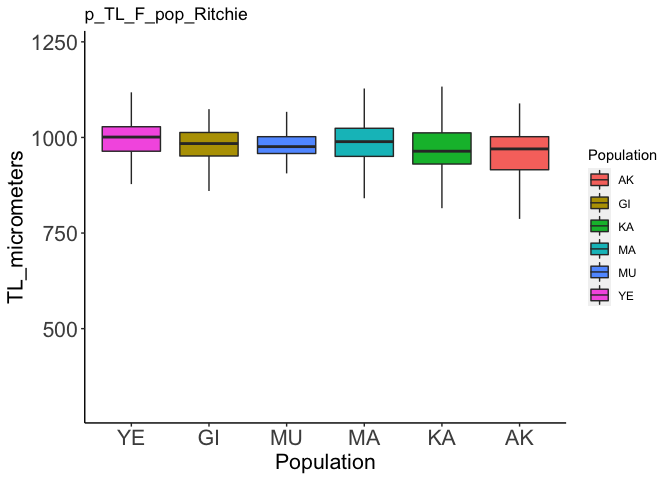 p_TL_F_pop_Ritchie
1250
1000
750
500
TL_micrometers
YE GI MU MA KA AK
Population
Population
AK
GI
KA
MA
MU
YE